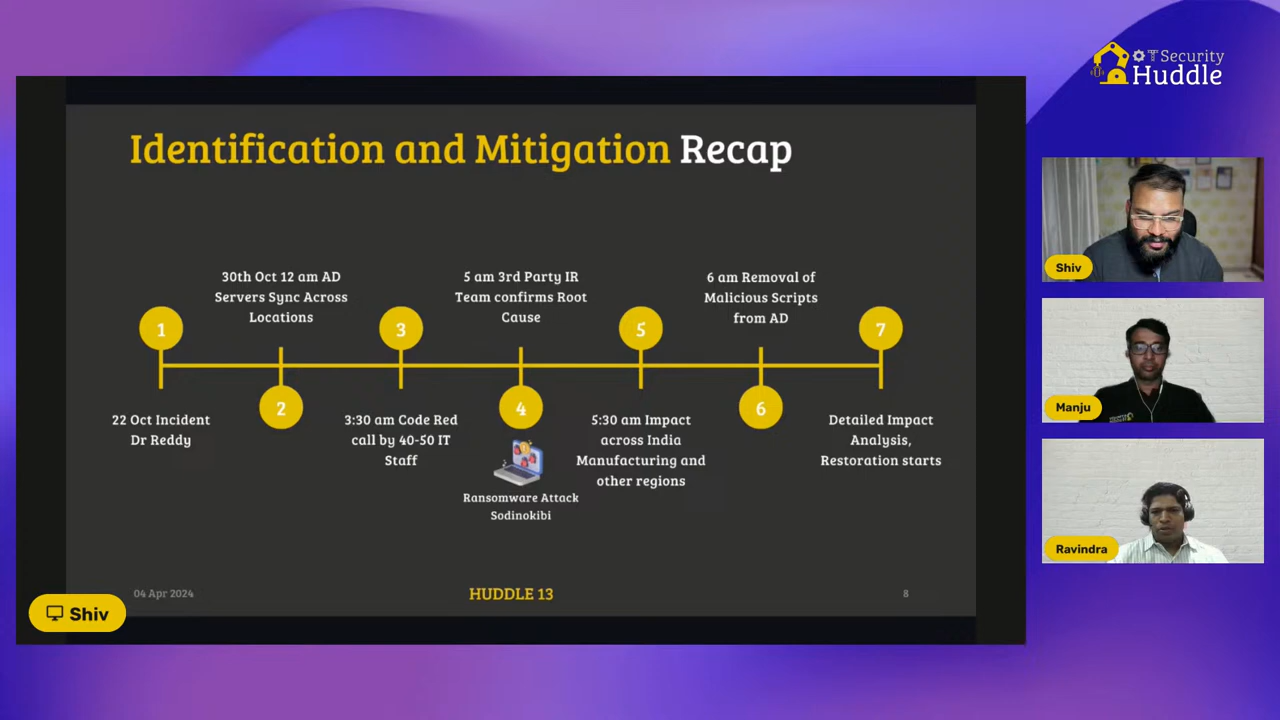 OT Security
Huddle
Identification and Mitigation Recap
30th Oct 12 am AD
Servers Sync Across
Locations
5 am 3rd Party IR
Team confirms Root
Cause
6 am Removal of
Malicious Scripts
from AD
1
3
5
7
2
4
6
22 Oct Incident
Dr Reddy
3:30 am Code Red
call by 40-50 IT
Staff
Ransomware Attack
Sodinokibi
5:30 am Impact
across India
Manufacturing and
other regions
Detailed Impact
Analysis,
Restoration starts
04 Apr 2024
HUDDLE 13
8
Shiv
Shiv
Manju
Ravindra